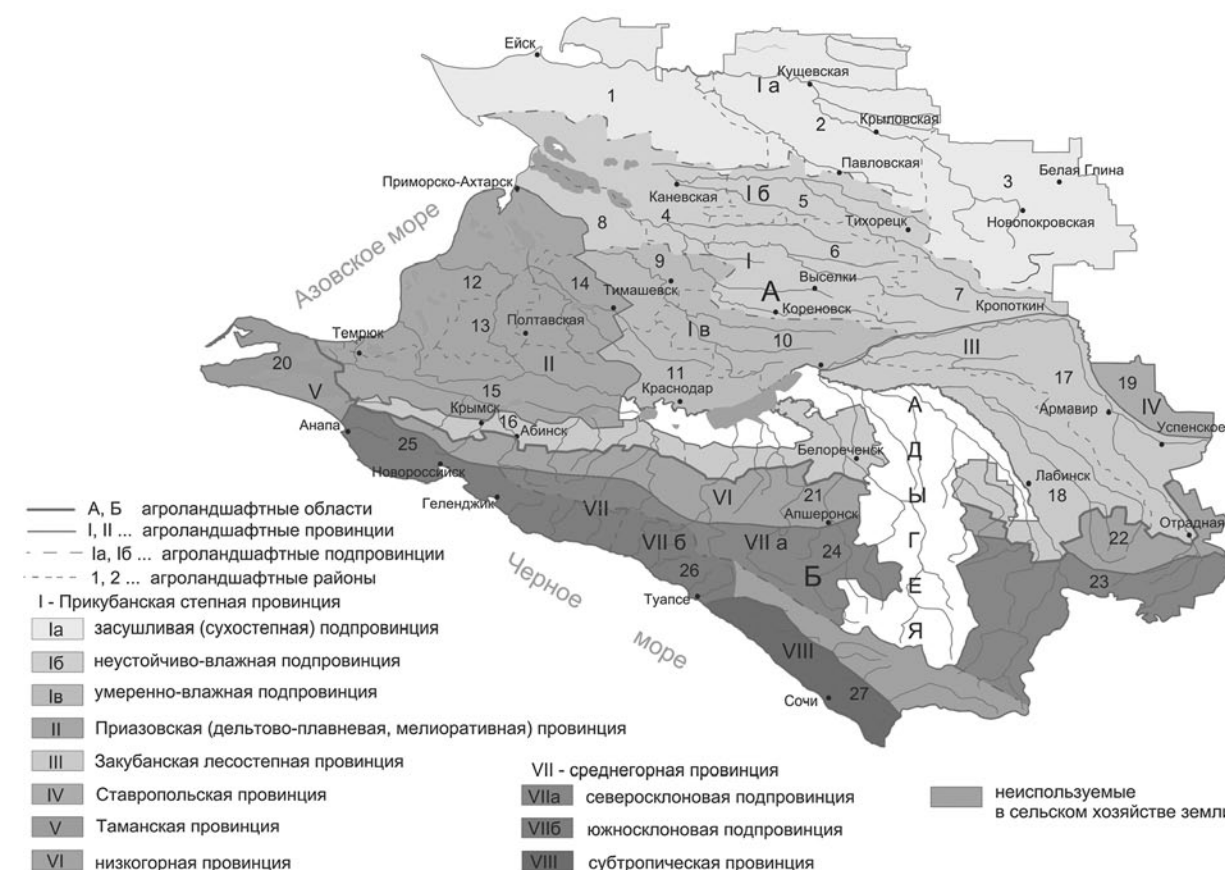 Ейск
Кущевская
I а
1
2
Крыловская
Павловская
Белая Глина
3
Приморско-Ахтарск
Каневская
I б
5
Новопокровская
Тихорецк
4
8
6
Азовское море
9
I
Выселки
12
14
Тимашевск
А
7
Кропоткин
Кореновск
13
Полтавская
I в
10
Темрюк
III
20
II
11
17
19
V
15
Краснодар
IV
Крымск
16
А
Армавир
Анапа
Абинск
Успенское
25
Белореченск
Д
Новороссийск
Лабинск
VI
21
Ы
18
Геленджик
VII
Апшеронск
Отрадная
VII б
VII а
24
Г
22
Черное
море
26
Б
Е
23
Туапсе
Я
VIII
27
Сочи
А, Б агроландшафтные области
I, II ... агроландшафтные провинции
Iа, Iб ... агроландшафтные подпровинции
1, 2 ... агроландшафтные районы
I - Прикубанская степная провинция
Iа засушливая (сухостепная) подпровинция
Iб неустойчиво-влажная подпровинция
Iв умеренно-влажная подпровинция
II Приазовская (дельтово-плавневая, мелиоративная) провинция
III Закубанская лесостепная провинция
IV Ставропольская провинция
V Таманская провинция
VI низкогорная провинция
VII - среднегорная провинция
VIIа северосклоновая подпровинция
VIIб южносклоновая подпровинция
VIII субтропическая провинция
неиспользуемые
в сельском хозяйстве земли